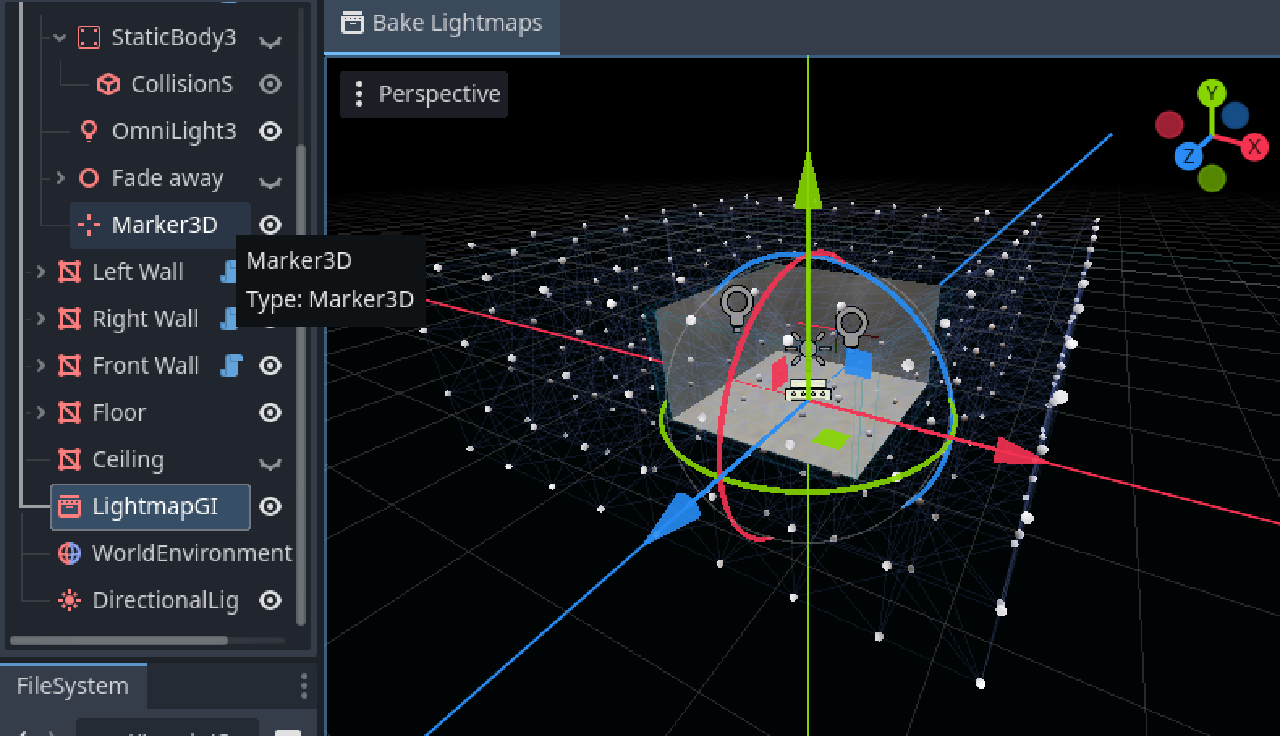 Bake Lightmaps
StaticBody3
CollisionS
OmniLight3
Fade away
Marker3D
Left Wall
Right Wall
Front Wall
Floor
Ceiling
LightmapGI
WorldEnvironment
DirectionalLig
Marker3D
Type: Marker3D
Perspective
Y
X
Z
FileSystem